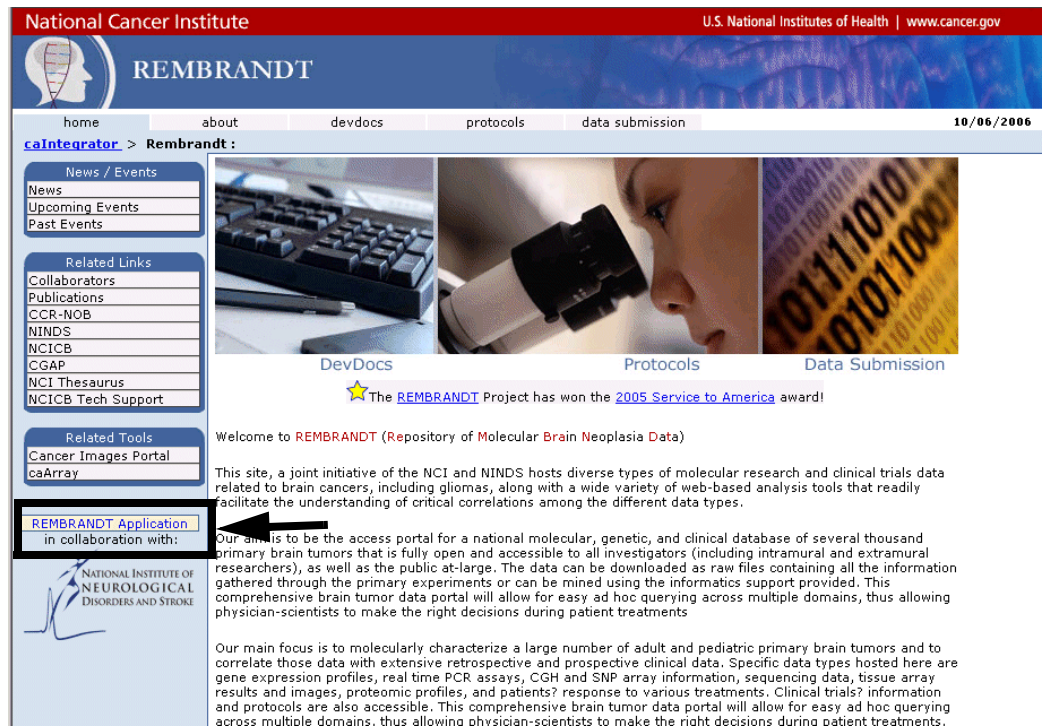 National Cancer Institute
U.S. National Institutes of Health | www.cancer.gov
REMBRANDT
home about devdocs protocols data submission 10/06/2006
caIntegrator > Rembrandt :
News / Events
News
Upcoming Events
Past Events
Related Links
Collaborators
Publications
CCR-NOB
NINDS
NCICB
CGAP
NCI Thesaurus
NCICB Tech Support
Related Tools
Cancer Images Portal
caArray
REMBRANDT Application
in collaboration with:
NATIONAL INSTITUTE OF
NEUROLOGICAL
DISORDERS AND STROKE
DevDocs Protocols Data Submission
The REMBRANDT Project has won the 2005 Service to America award!
Welcome to REMBRANDT (Repository of Molecular Brain Neoplasia Data)
This site, a joint initiative of the NCI and NINDS hosts diverse types of molecular research and clinical trials data
related to brain cancers, including gliomas, along with a wide variety of web-based analysis tools that readily
facilitate the understanding of critical correlations among the different data types.
Our aim is to be the access portal for a national molecular, genetic, and clinical database of several thousand
primary brain tumors that is fully open and accessible to all investigators (including intramural and extramural
researchers), as well as the public at-large. The data can be downloaded as raw files containing all the information
gathered through the primary experiments or can be mined using the informatics support provided. This
comprehensive brain tumor data portal will allow for easy ad hoc querying across multiple domains, thus allowing
physician-scientists to make the right decisions during patient treatments
Our main focus is to molecularly characterize a large number of adult and pediatric primary brain tumors and to
correlate those data with extensive retrospective and prospective clinical data. Specific data types hosted here are
gene expression profiles, real time PCR assays, CGH and SNP array information, sequencing data, tissue array
results and images, proteomic profiles, and patients? response to various treatments. Clinical trials? information
and protocols are also accessible. This comprehensive brain tumor data portal will allow for easy ad hoc querying
across multiple domains, thus allowing physician-scientists to make the right decisions during patient treatments.